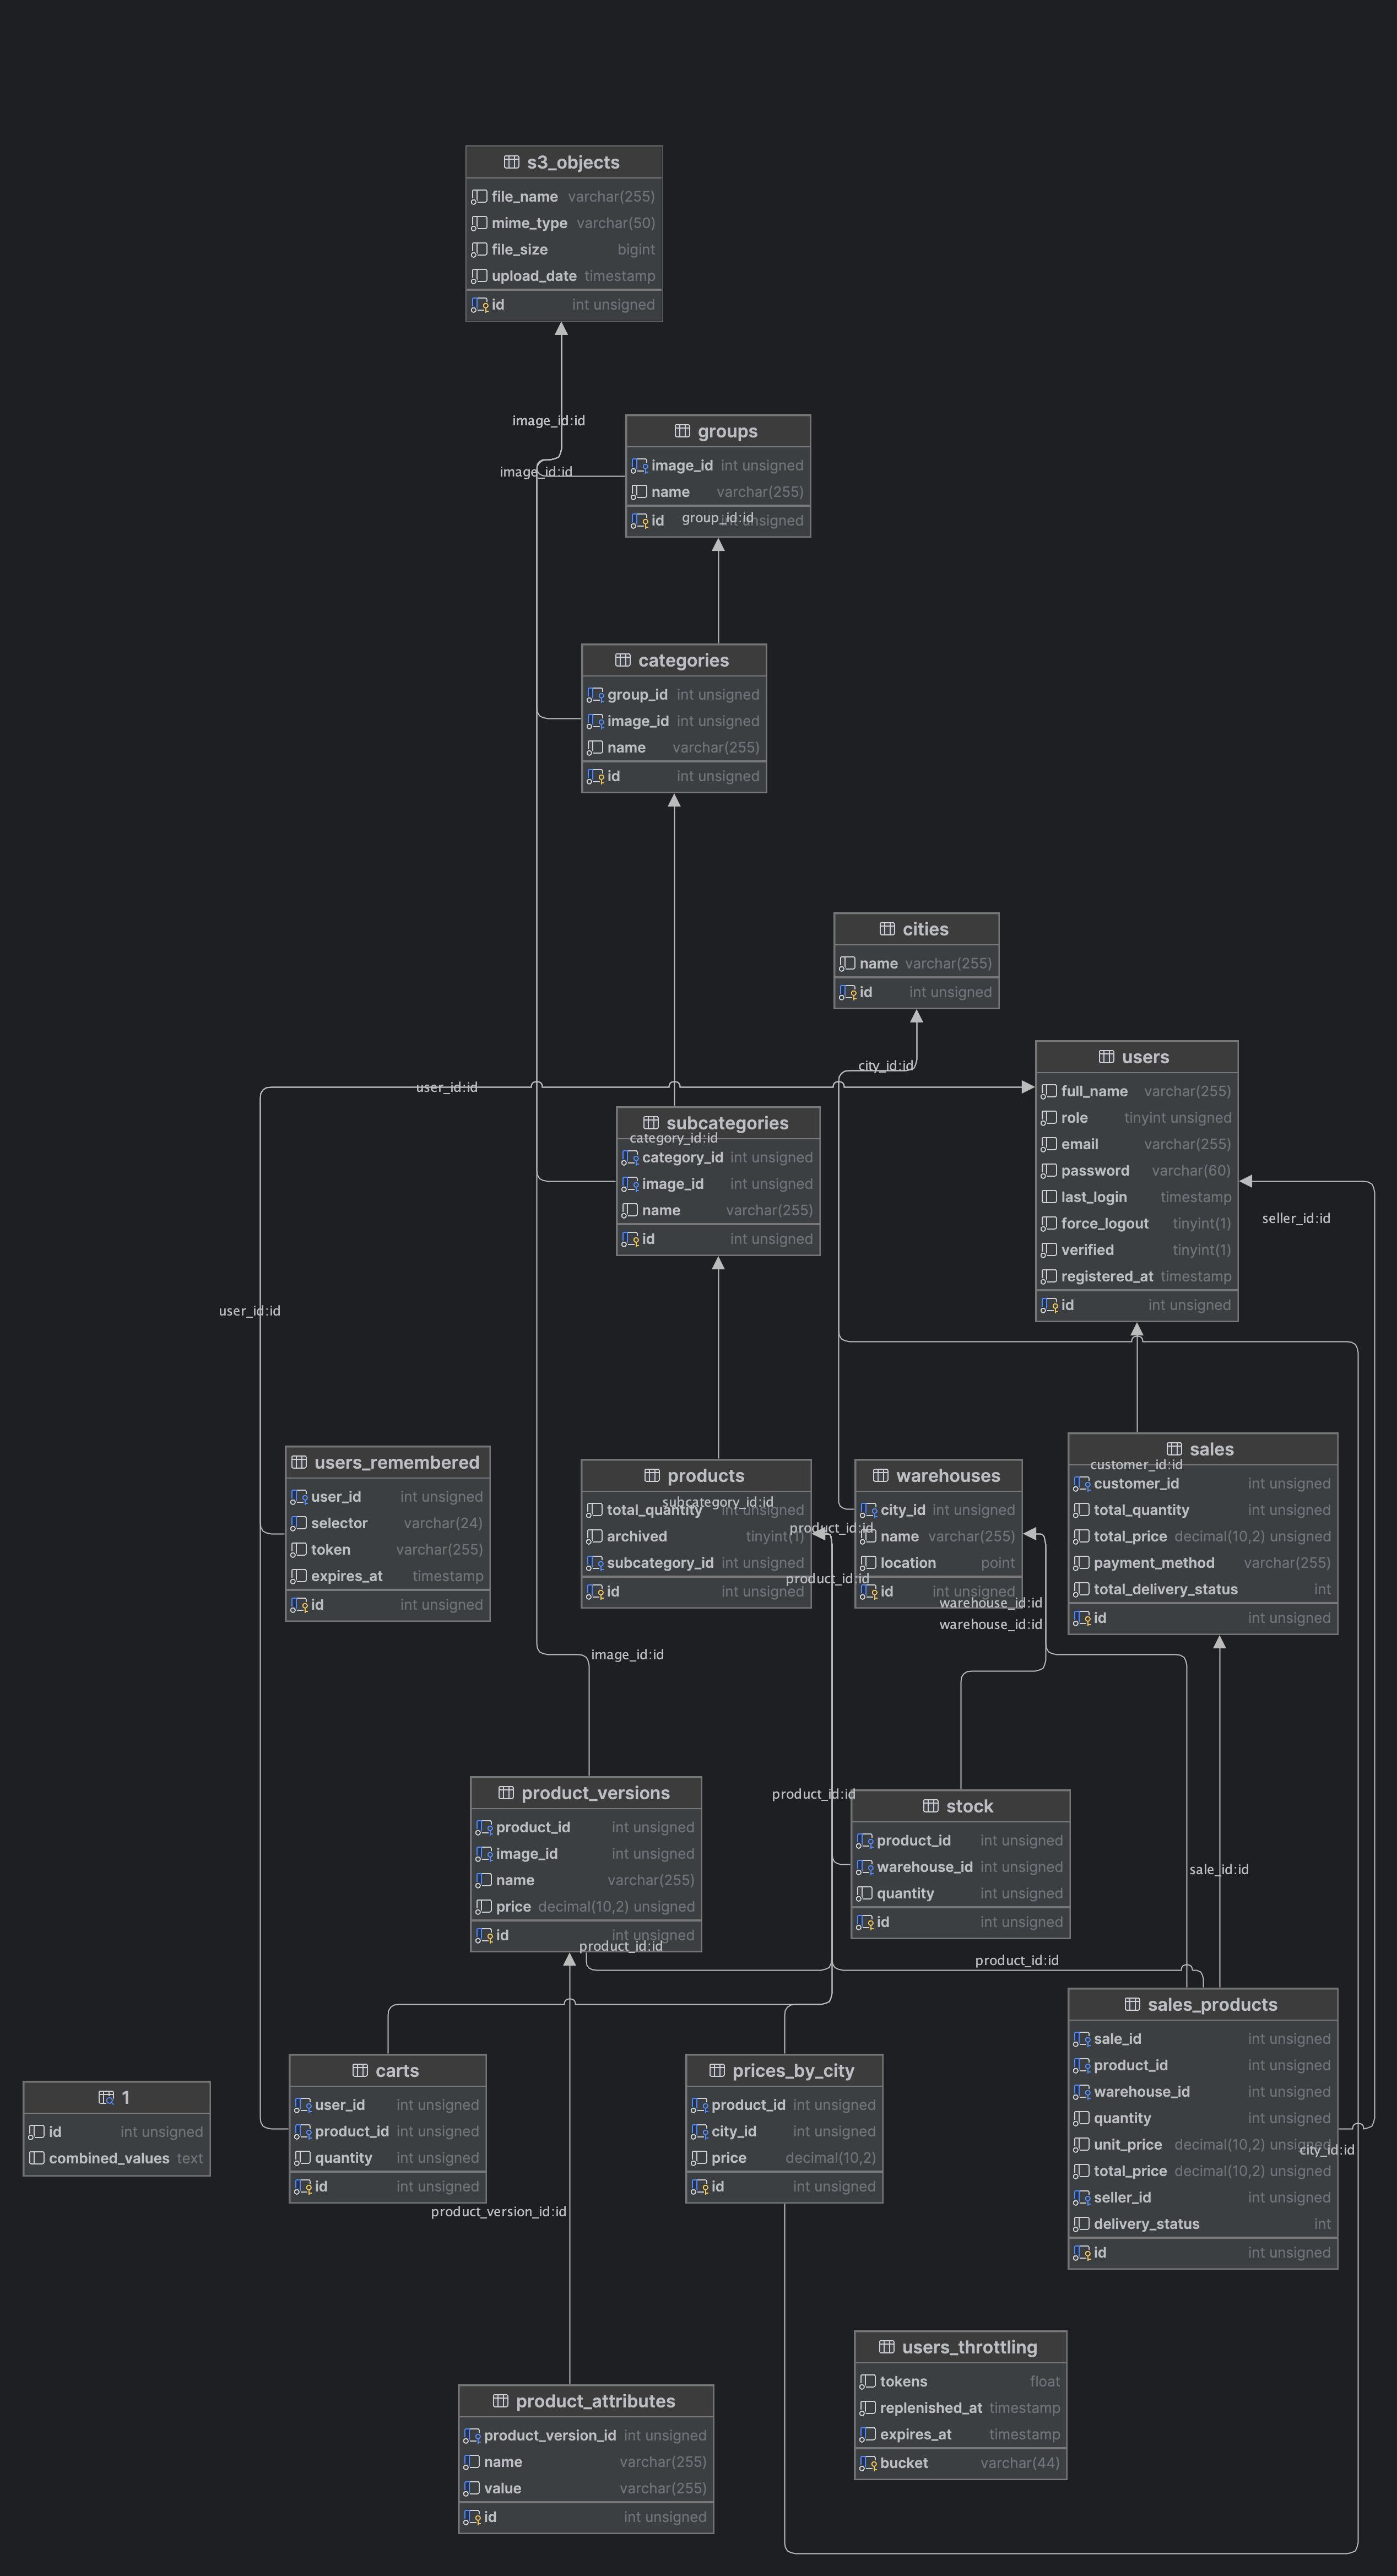 s3_objects
file_name varchar(255)
mime_type varchar(50)
file_size bigint
upload_date timestamp
id int unsigned
image_id:id
image_id:id
groups
image_id int unsigned
name varchar(255)
id int unsigned
group_id:id
categories
group_id int unsigned
image_id int unsigned
name varchar(255)
id int unsigned
cities
name varchar(255)
id int unsigned
city_id:id
user_id:id
users
full_name varchar(255)
role tinyint unsigned
email varchar(255)
password varchar(60)
last_login timestamp
force_logout tinyint(1)
verified tinyint(1)
registered_at timestamp
id int unsigned
seller_id:id
subcategories
category_id:id
category_id int unsigned
image_id int unsigned
name varchar(255)
id int unsigned
user_id:id
users_remembered
user_id int unsigned
selector varchar(24)
token varchar(255)
expires_at timestamp
id int unsigned
products
subcategory_id:id
total_quantity int unsigned
archived tinyint(1)
subcategory_id int unsigned
id int unsigned
product_id:id
product_id:id
warehouses
city_id int unsigned
name varchar(255)
location point
id int unsigned
warehouse_id:id
warehouse_id:id
sales
customer_id:id
customer_id int unsigned
total_quantity int unsigned
total_price decimal(10,2) unsigned
payment_method varchar(255)
total_delivery_status int
id int unsigned
image_id:id
product_versions
product_id int unsigned
image_id int unsigned
name varchar(255)
price decimal(10,2) unsigned
id int unsigned
product_id:id
product_id:id
stock
product_id int unsigned
warehouse_id int unsigned
quantity int unsigned
id int unsigned
sale_id:id
product_id:id
sales_products
sale_id int unsigned
product_id int unsigned
warehouse_id int unsigned
quantity int unsigned
unit_price decimal(10,2) unsigned
total_price decimal(10,2) unsigned
seller_id int unsigned
delivery_status int
id int unsigned
city_id:id
1
id int unsigned
combined_values text
carts
user_id int unsigned
product_id int unsigned
quantity int unsigned
id int unsigned
prices_by_city
product_id int unsigned
city_id int unsigned
price decimal(10,2)
id int unsigned
product_version_id:id
users_throttling
tokens float
replenished_at timestamp
expires_at timestamp
bucket varchar(44)
product_attributes
product_version_id int unsigned
name varchar(255)
value varchar(255)
id int unsigned